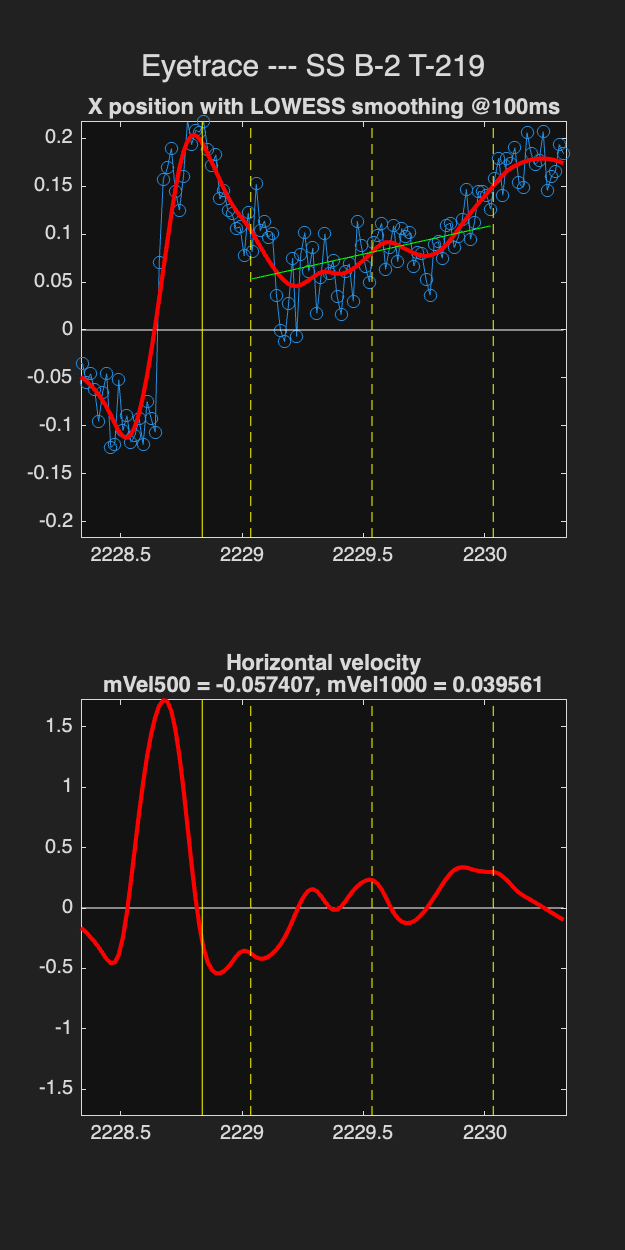 Eyetrace --- SS B-2 T-219
X position with LOWESS smoothing @100ms
0.2
0.15
0.1
0.05
0
-0.05
-0.1
-0.15
-0.2
2228.5 2229 2229.5 2230
Horizontal velocity
mVel500 = -0.057407, mVel1000 = 0.039561
1.5
1
0.5
0
-0.5
-1
-1.5
2228.5 2229 2229.5 2230